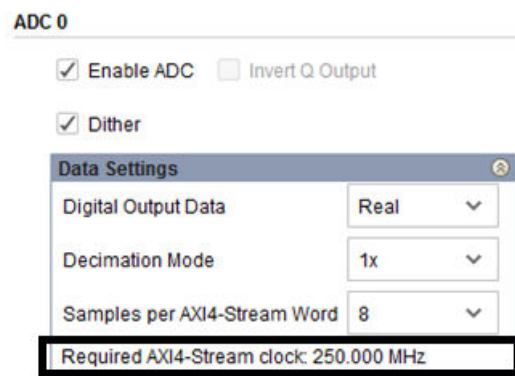 ADC 0
Enable ADC Invert Q Output
Dither
Data Settings
Digital Output Data Real
Decimation Mode 1x
Samples per AXI4-Stream Word 8
Required AXI4-Stream clock: 250.000 MHz